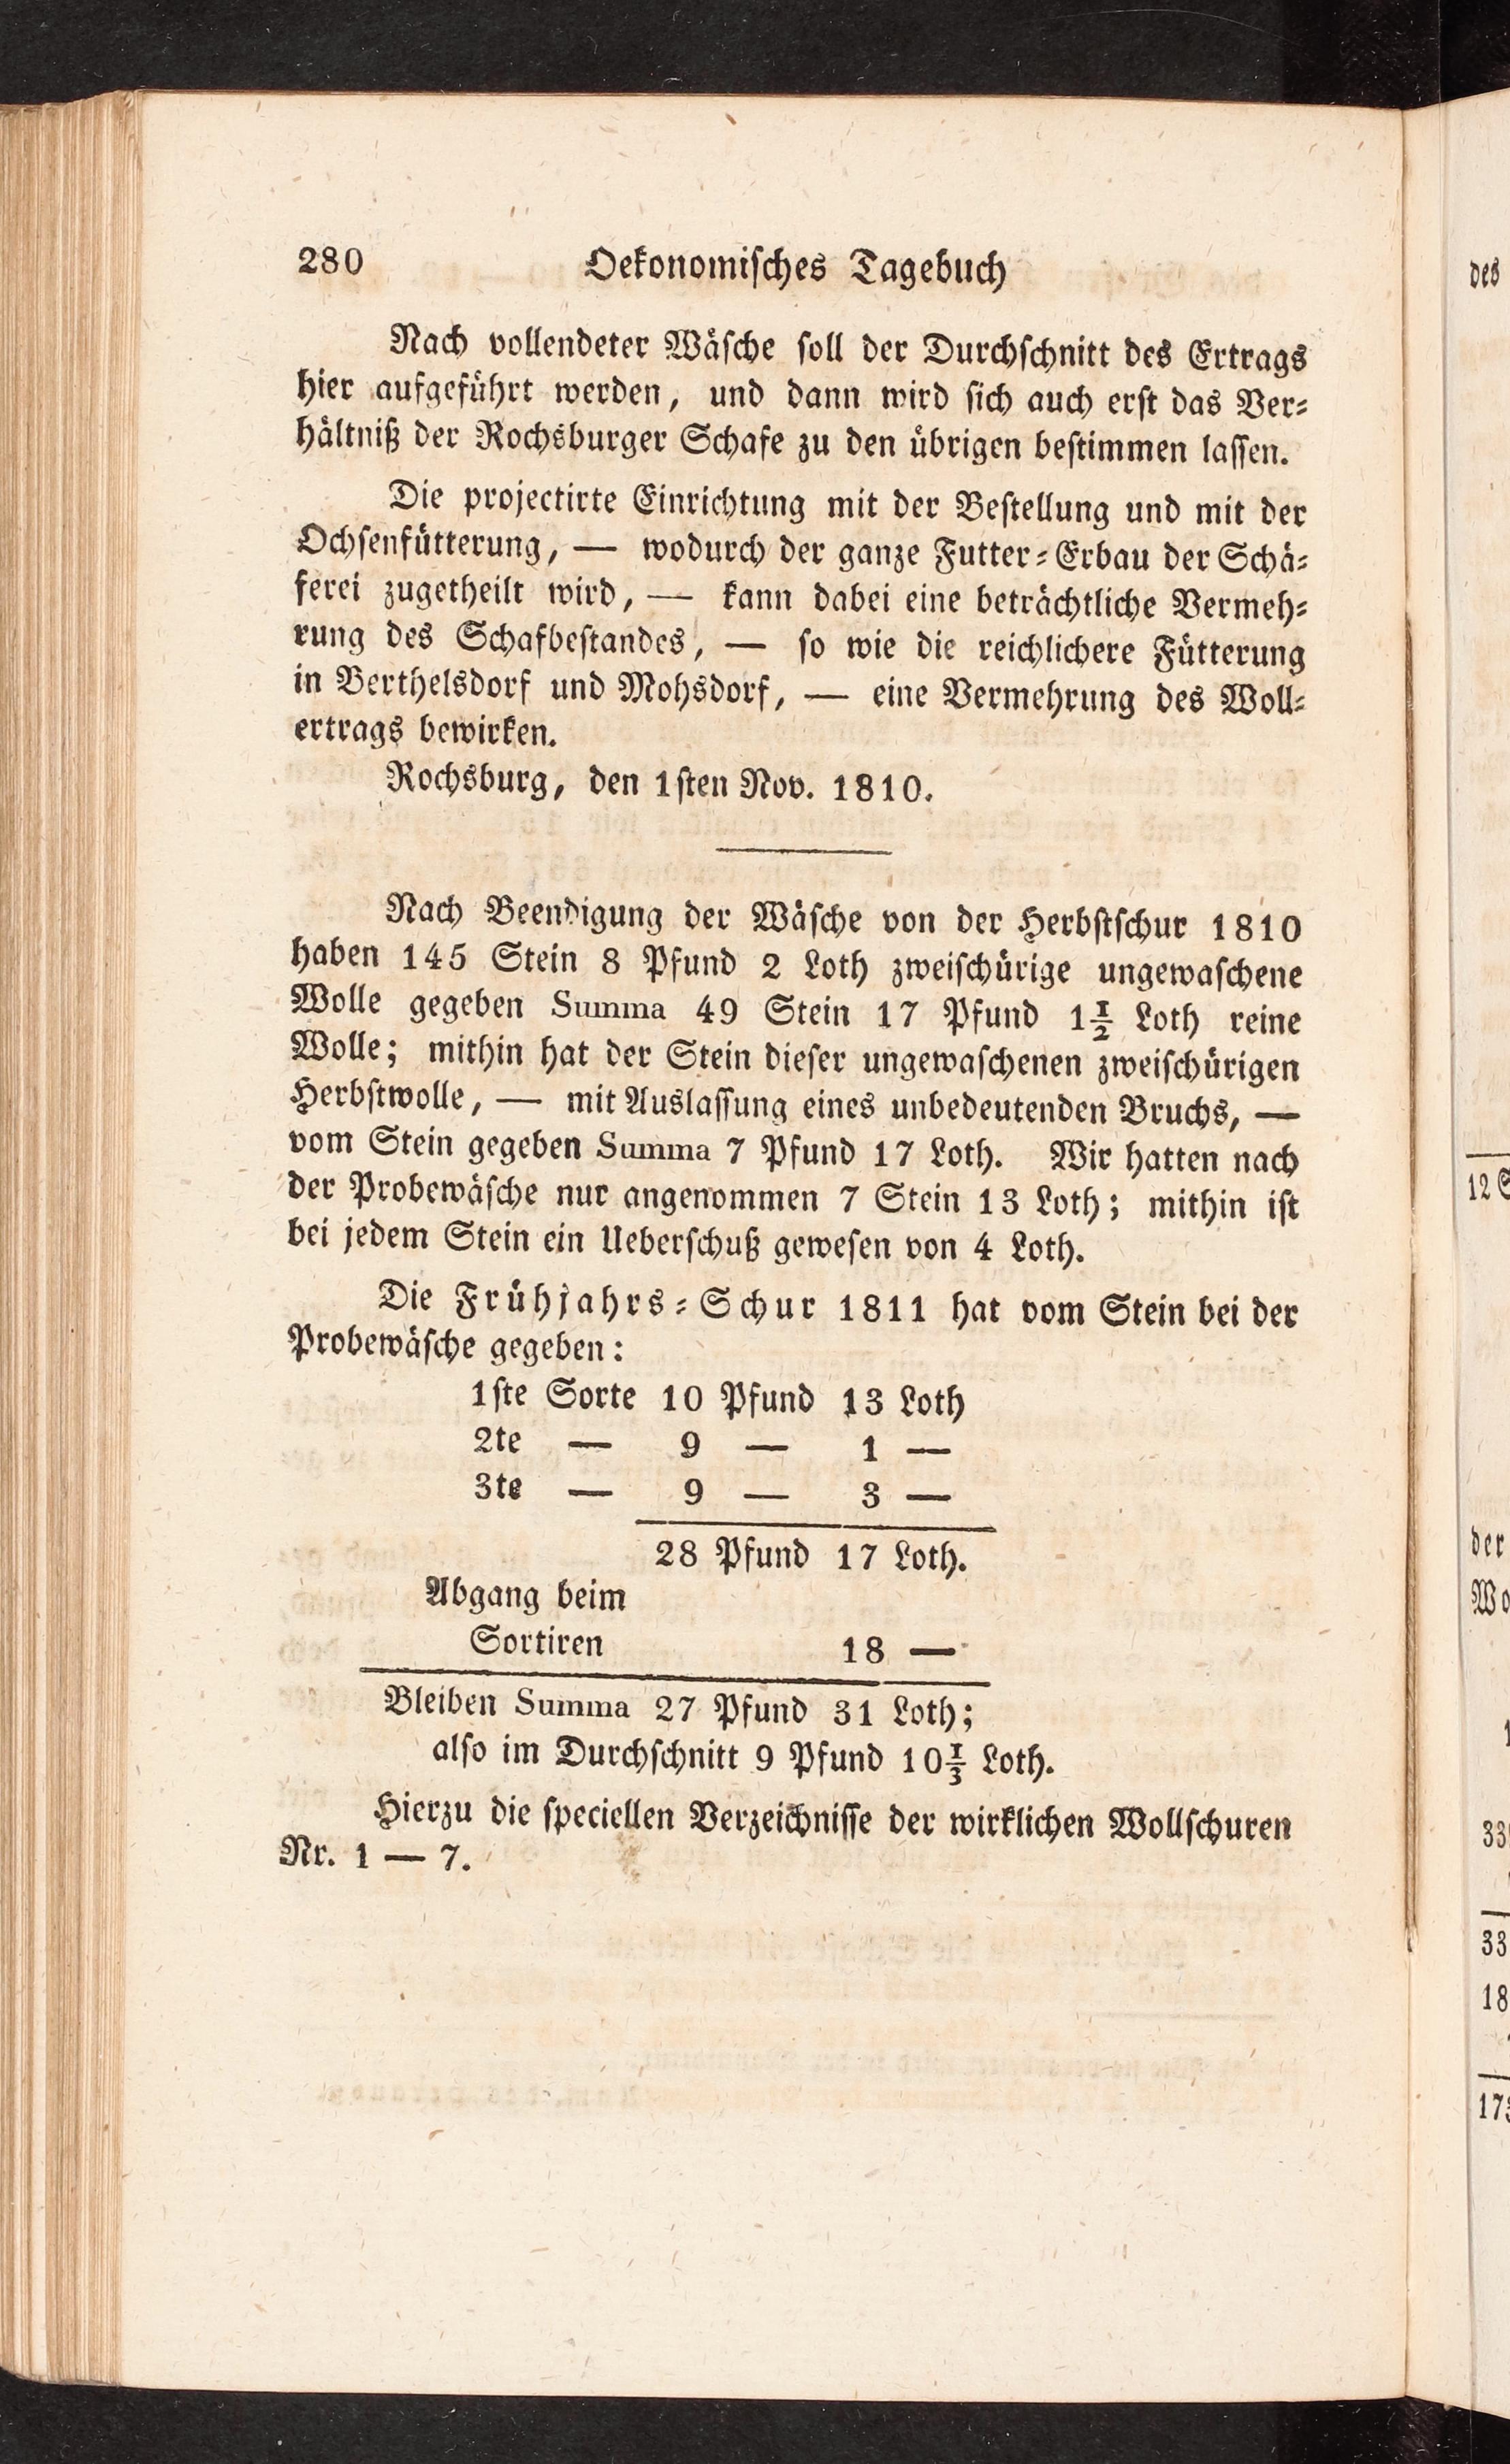 280 Oekonomiſches Tagebuch
Nach vollendeter Wäſche ſoll der Durchſchnitt des Ertrags
hier aufgeführt werden, und dann wird ſich auch erſt das Ver⸗
hältniß der Rochsburger Schafe zu den übrigen beſtimmen laſſen.
Die projectirte Einrichtung mit der Beſtellung und mit der
Ochſenfütterung, — wodurch der ganze Futter⸗Erbau der Schä⸗
ferei zugetheilt wird, — kann dabei eine beträchtliche Vermeh⸗
rung des Schafbeſtandes, — ſo wie die reichlichere Fütterung
in Berthelsdorf und Mohsdorf, — eine Vermehrung des Woll⸗
ertrags bewirken.
Rochsburg, den 1ſten Nov. 1810.
Nach Beendigung der Wäſche von der Herbſtſchur 1810
haben 145 Stein 8 Pfund 2 Loth zweiſchürige ungewaſchene
Wolle gegeben Summa 49 Stein 17 Pfund 1½ Loth reine
Wolle; mithin hat der Stein dieſer ungewaſchenen zweiſchürigen
Herbſtwolle, — mit Auslaſſung eines unbedeutenden Bruchs, —
vom Stein gegeben Summa 7 Pfund 17 Loth. Wir hatten nach
der Probewäſche nur angenommen 7 Stein 13 Loth; mithin iſt
bei jedem Stein ein Ueberſchuß geweſen von 4 Loth.
Die Frühjahrs⸗Schur 1811 hat vom Stein bei der
Probewäſche gegeben:
1ſte Sorte 10 Pfund 13 Loth
2te — 9 — 1 —
3te — 9 — 3 —
28 Pfund 17 Loth.
Abgang beim
Sortiren 18 —
Bleiben Summa 27 Pfund 31 Loth;
alſo im Durchſchnitt 9 Pfund 10⅓ Loth.
Hierzu die ſpeciellen Verzeichniſſe der wirklichen Wollſchuren
Nr. 1 — 7.
des
12
der
33
18